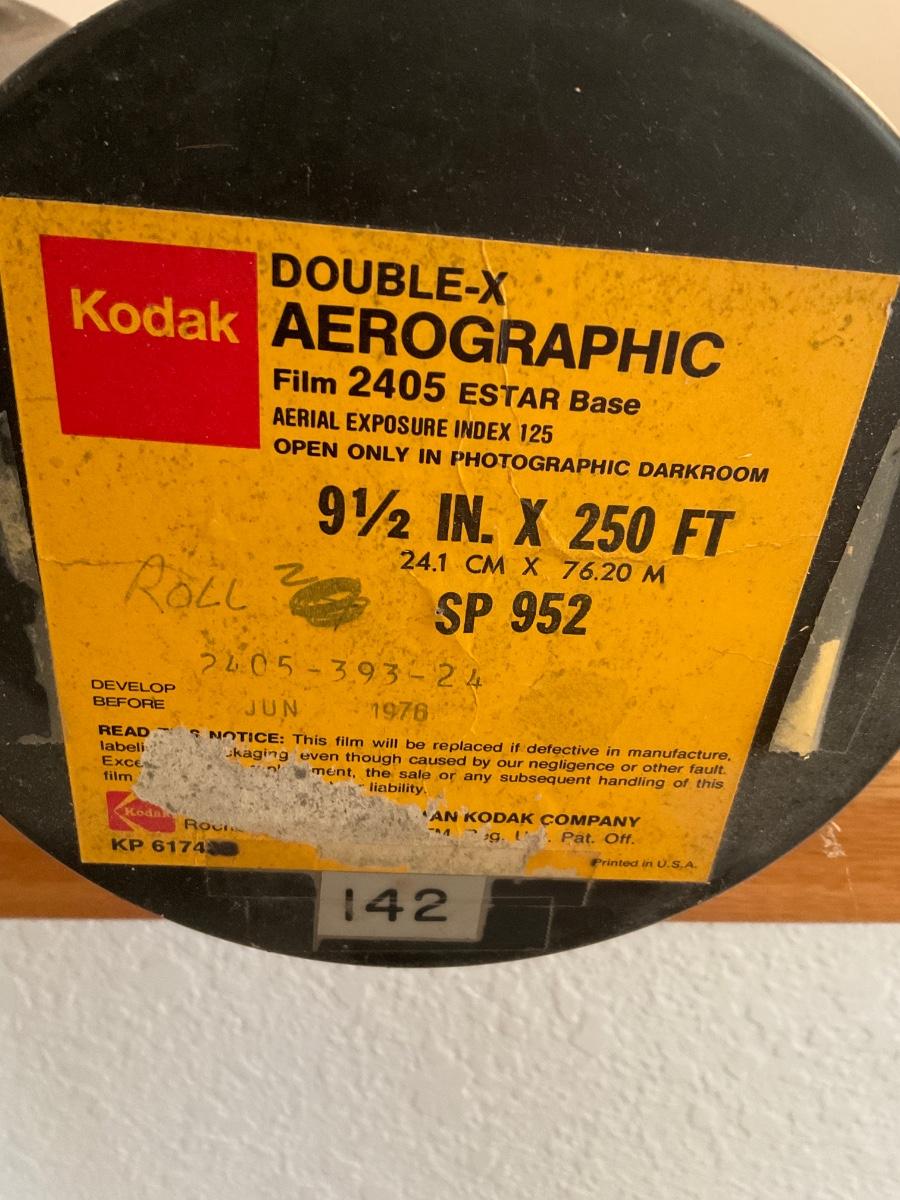 Kodak
DOUBLE-X
AEROGRAPHIC
Film 2405 ESTAR Base
AERIAL EXPOSURE INDEX 125
OPEN ONLY IN PHOTOGRAPHIC DARKROOM
9½ IN. X 250 FT
24.1 CM X 76.20 M
ROLL 2
SP 952
2405-393-24
DEVELOP
BEFORE
JUN 1976
READ NOTICE: This film will be replaced if defective in manufacture,
even though caused by our negligence or other fault.
the sale or any subsequent handling of this
film liability.
Kodak
KODAK COMPANY
Pat. Off.
KP
Printed in U.S.A.
142